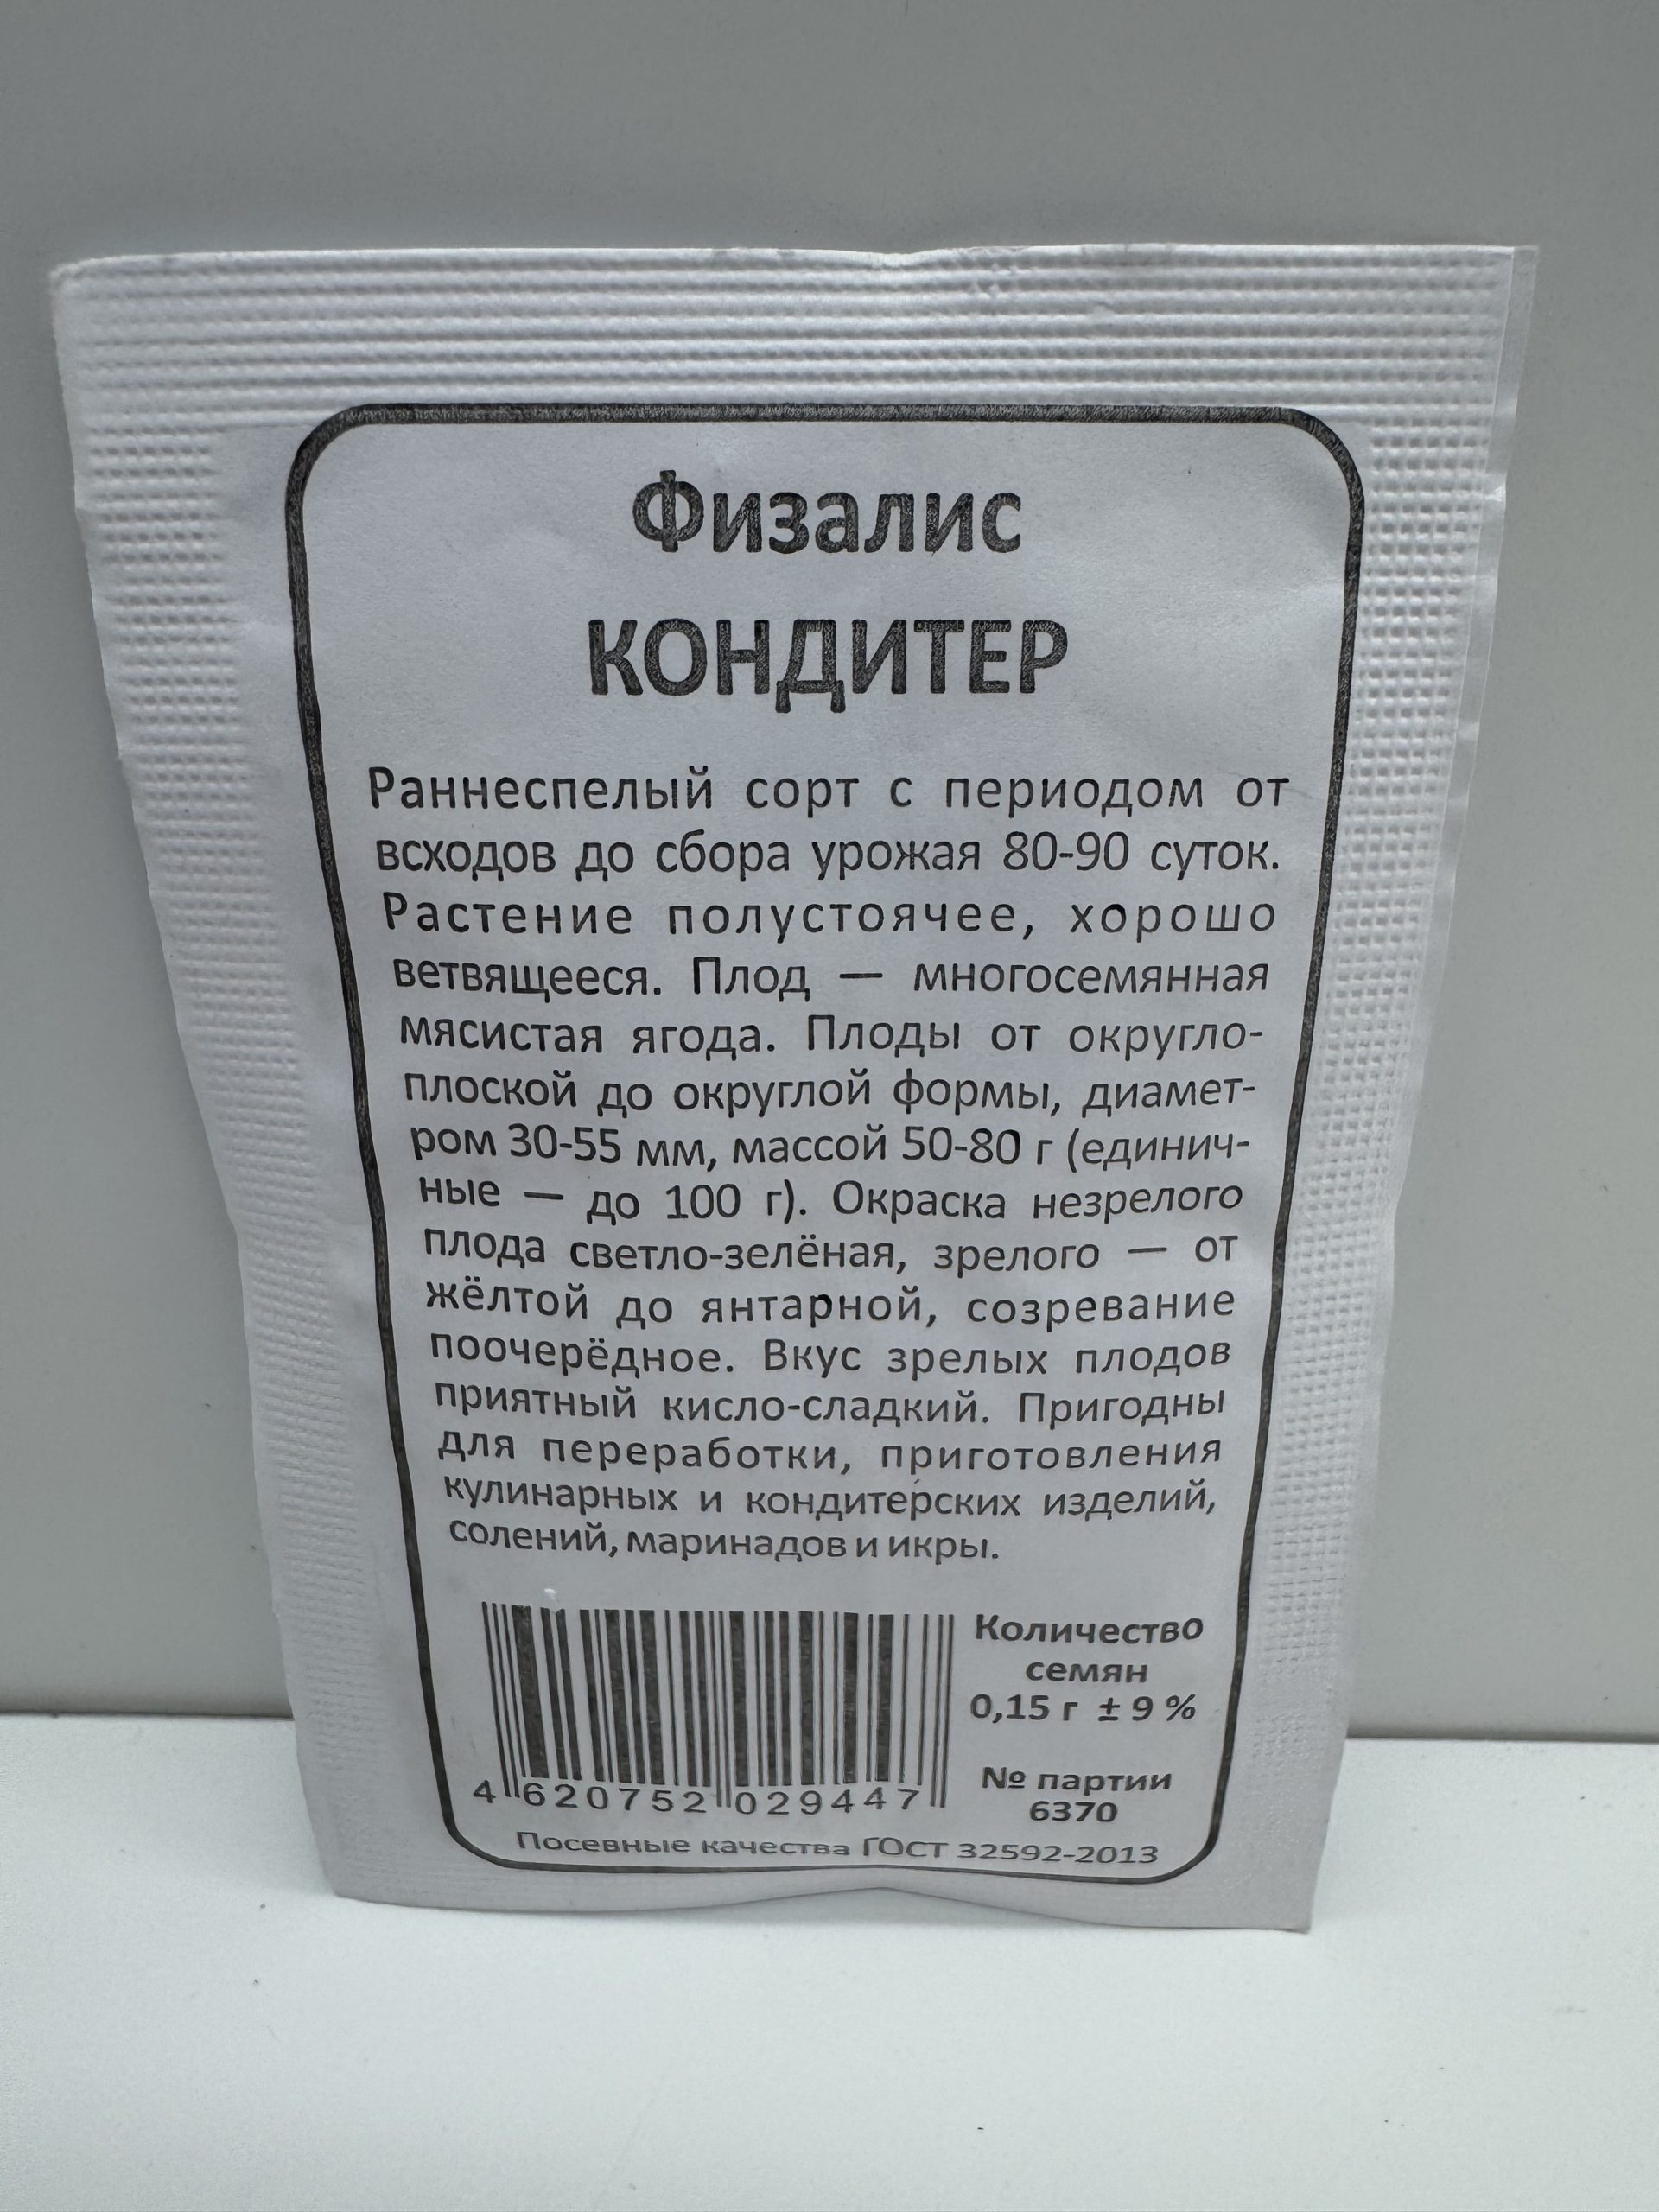 Физалис
КОНДИТЕР
Раннеспелый сорт с периодом от
всходов до сбора урожая 80-90 суток.
Растение полустоячее, хорошо
ветвящееся. Плод — многосемянная
мясистая ягода. Плоды от округло-
плоской до округлой формы, диамет-
ром 30-55 мм, массой 50-80 г (единич-
ные — до 100 г). Окраска незрелого
плода светло-зелёная, зрелого — от
жёлтой до янтарной, созревание
поочерёдное. Вкус зрелых плодов
приятный кисло-сладкий. Пригодны
для переработки, приготовления
кулинарных и кондитерских изделий,
солений, маринадов и икры.
Количество
семян
0,15 г ± 9 %
№ партии
6370
4 620752 029447
Посевные качества ГОСТ 32592-2013